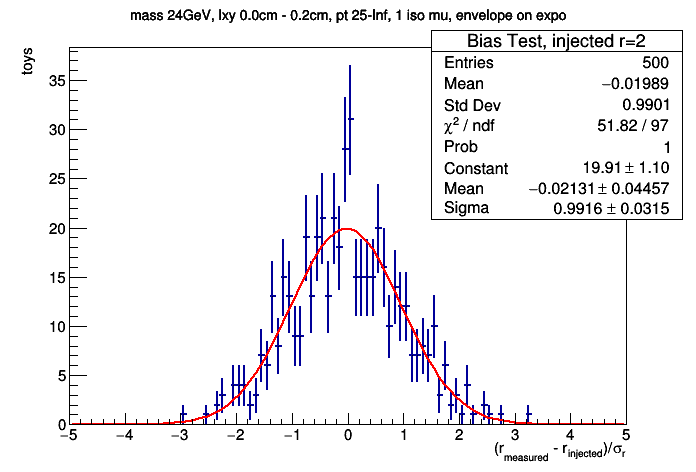 mass 24GeV, lxy 0.0cm - 0.2cm, pt 25-Inf, 1 iso mu, envelope on expo
toys
Bias Test, injected r=2
Entries 500
Mean −0.01989
Std Dev 0.9901
χ² / ndf 51.82 / 97
Prob 1
Constant 19.91 ± 1.10
Mean −0.02131 ± 0.04457
Sigma 0.9916 ± 0.0315
35
30
25
20
15
10
5
0
−5 −4 −3 −2 −1 0 1 2 3 4 5
(r_measured - r_injected)/σ_r